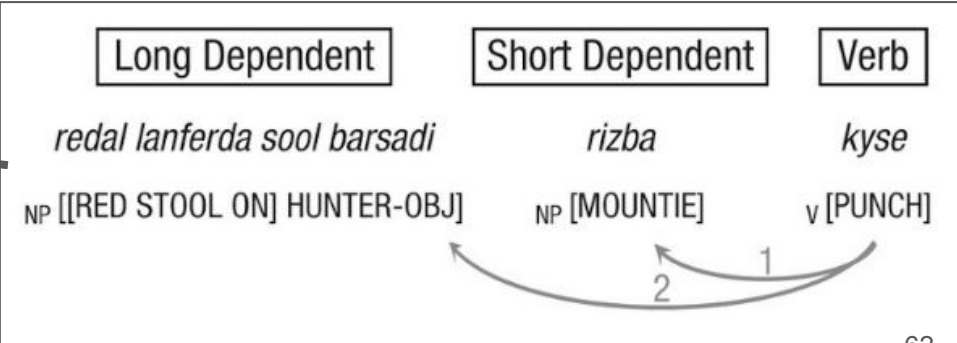 Long Dependent Short Dependent Verb
redal lanferda sool barsadi rizba kyse
NP [[RED STOOL ON] HUNTER-OBJ] NP [MOUNTIE] V [PUNCH]
1
2